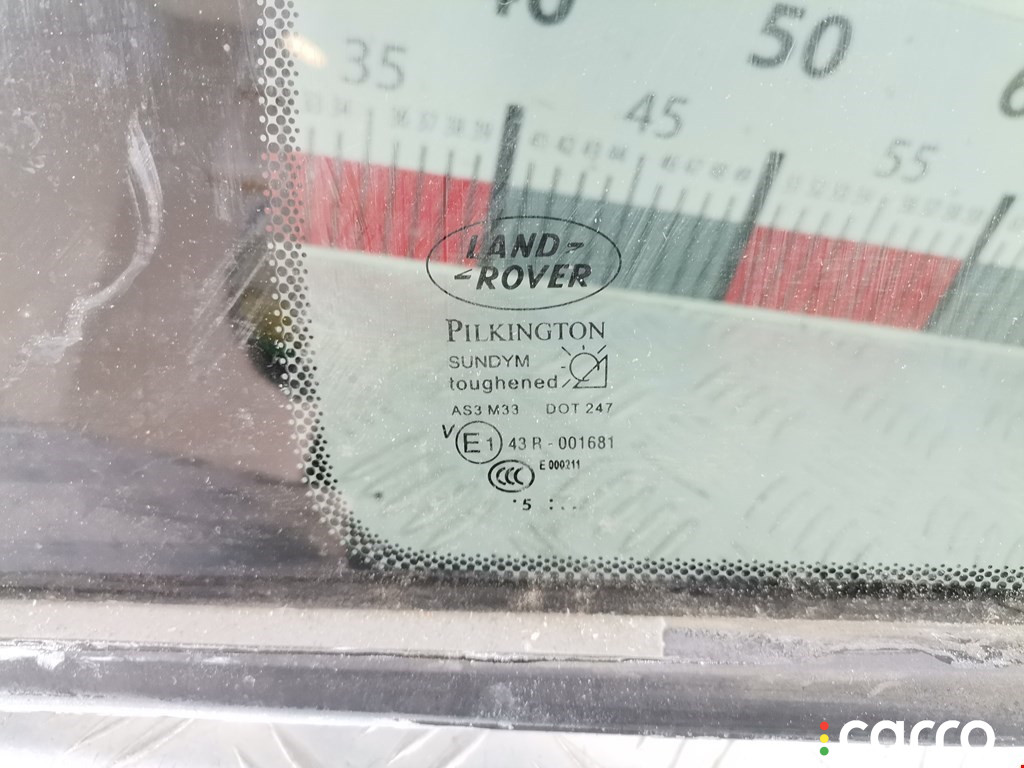 40
50
35
45
55
LAND
ROVER
PILKINGTON
SUNDYM
toughened
AS3 M33 DOT 247
V E1 43 R - 001681
CCC E 000211
. 5 : . .
carro